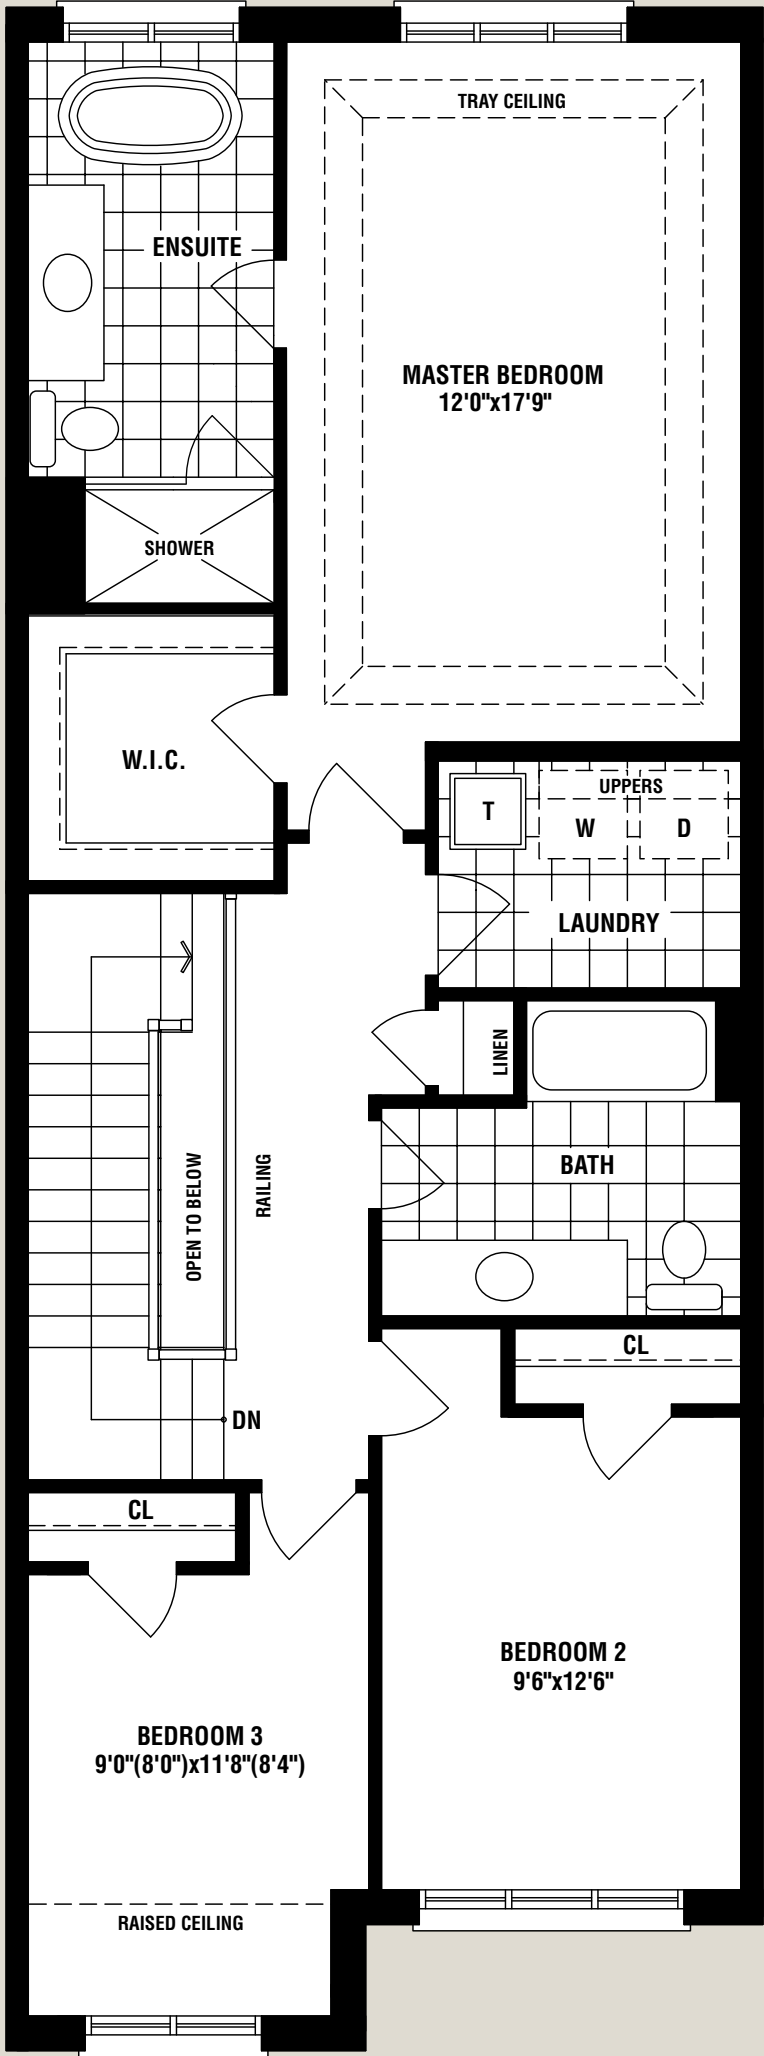 TRAY CEILING
ENSUITE
MASTER BEDROOM
12'0"x17'9"
SHOWER
W.I.C.
UPPERS
T
W
D
LAUNDRY
LINEN
OPEN TO BELOW
RAILING
BATH
CL
DN
CL
BEDROOM 2
9'6"x12'6"
BEDROOM 3
9'0"(8'0")x11'8"(8'4")
RAISED CEILING